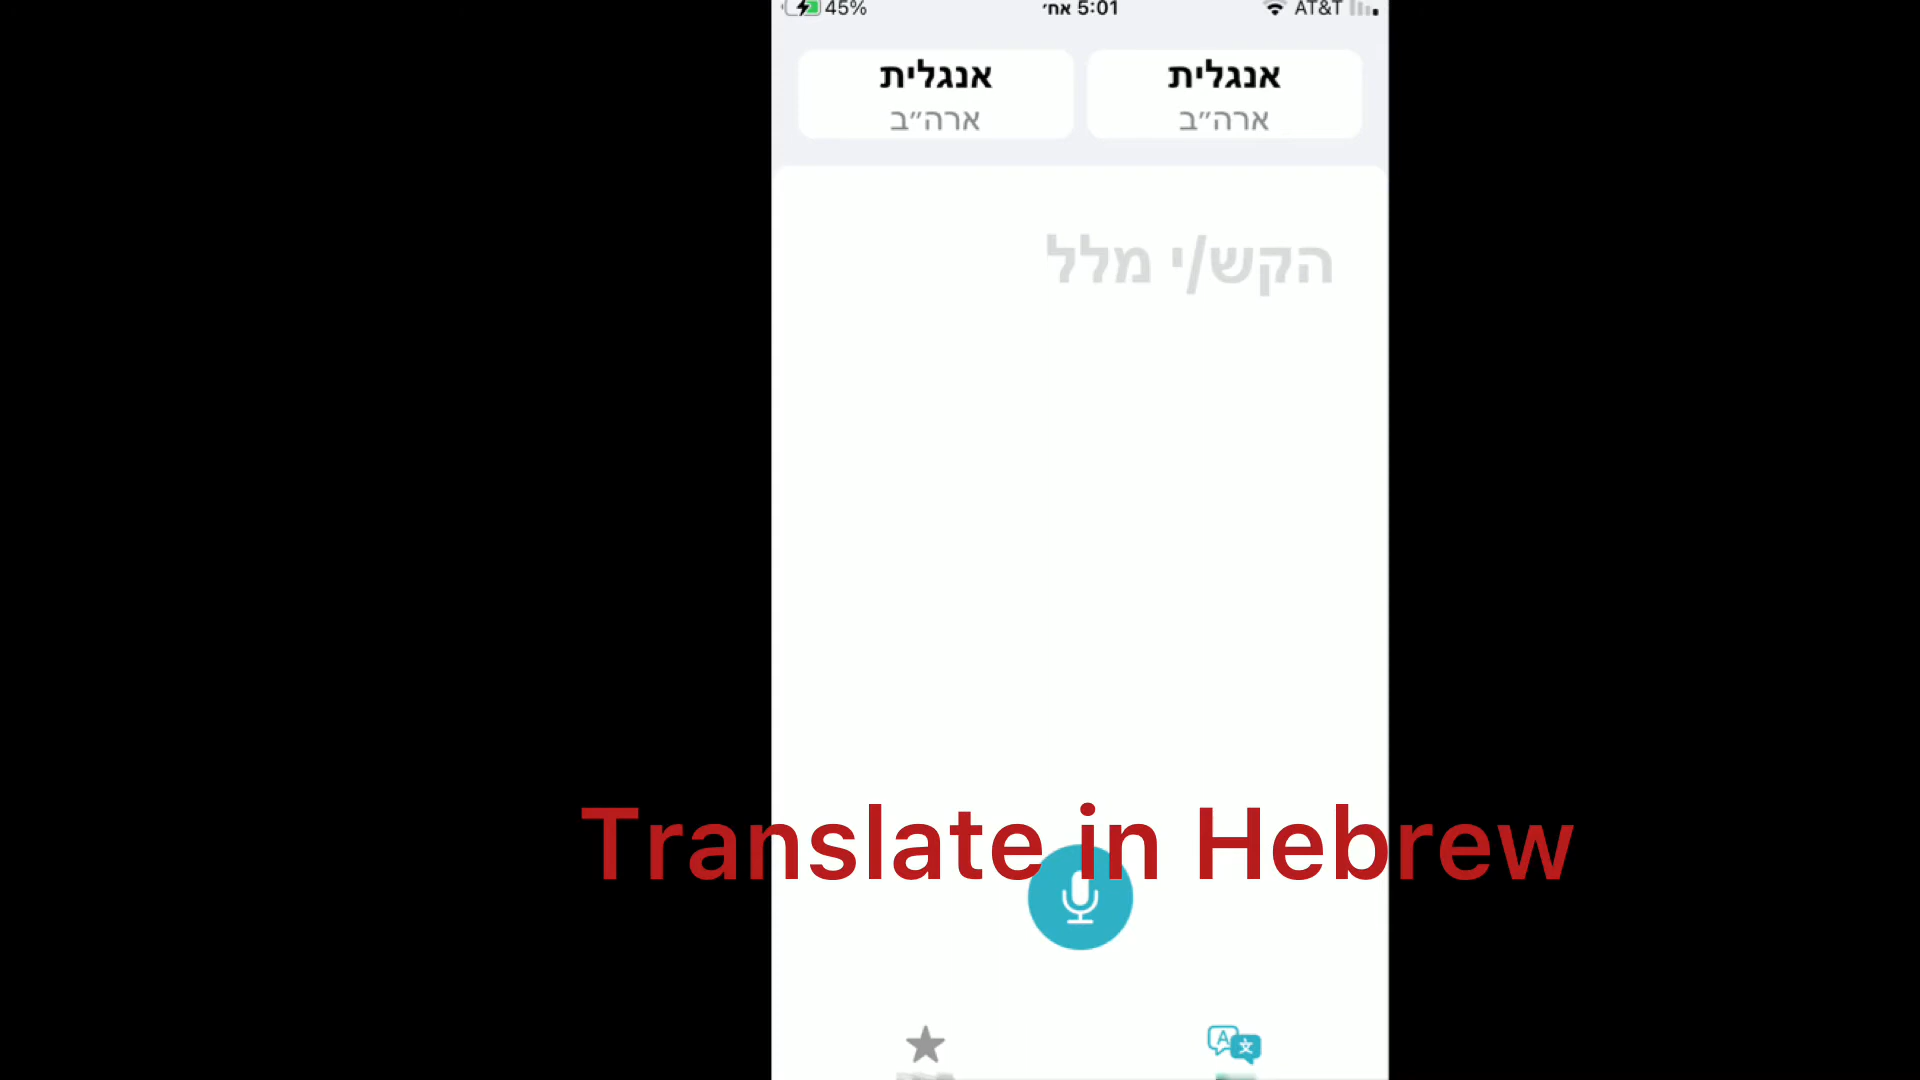 45% 5:01 אח׳ AT&T
אנגלית אנגלית
ארה״ב ארה״ב
הקש/י מלל
Translate in Hebrew